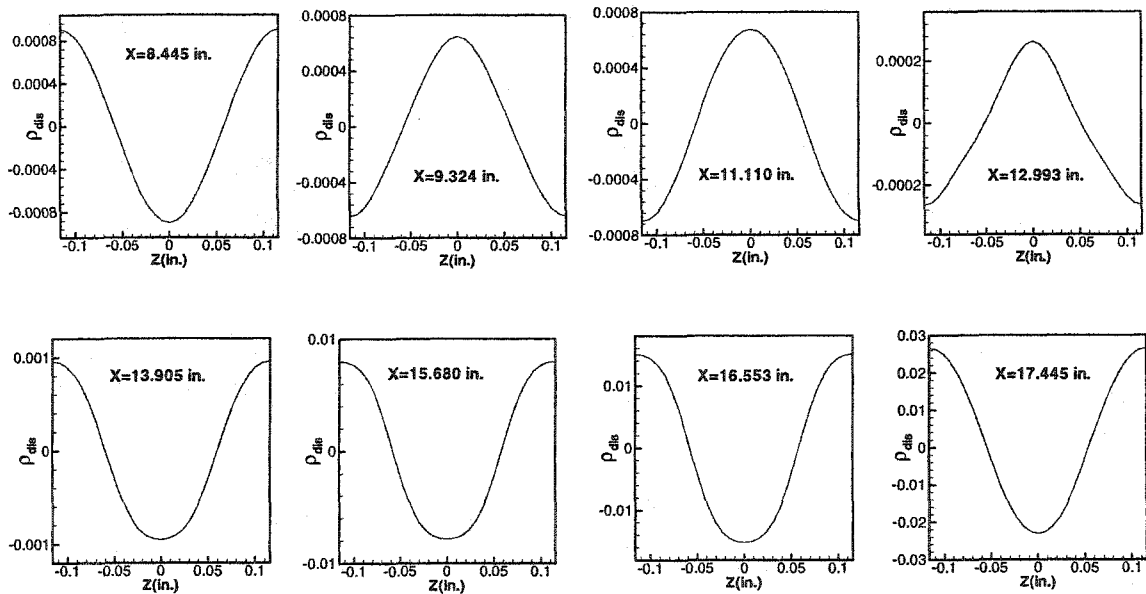 0.0008
0.0004
0
-0.0004
-0.0008
ρdis
X=8.445 in.
-0.1 -0.05 0 0.05 0.1
Z(in.)
0.0008
0.0004
0
-0.0004
-0.0008
ρdis
X=9.324 in.
-0.1 -0.05 0 0.05 0.1
Z(in.)
0.0008
0.0004
0
-0.0004
-0.0008
ρdis
X=11.110 in.
-0.1 -0.05 0 0.05 0.1
Z(in.)
0.0002
0
-0.0002
ρdis
X=12.993 in.
-0.1 -0.05 0 0.05 0.1
Z(in.)
0.001
0
-0.001
ρdis
X=13.905 in.
-0.1 -0.05 0 0.05 0.1
Z(in.)
0.01
0
-0.01
ρdis
X=15.680 in.
-0.1 -0.05 0 0.05 0.1
Z(in.)
0.01
0
-0.01
ρdis
X=16.553 in.
-0.1 -0.05 0 0.05 0.1
Z(in.)
0.03
0.02
0.01
0
-0.01
-0.02
-0.03
ρdis
X=17.445 in.
-0.1 -0.05 0 0.05 0.1
Z(in.)